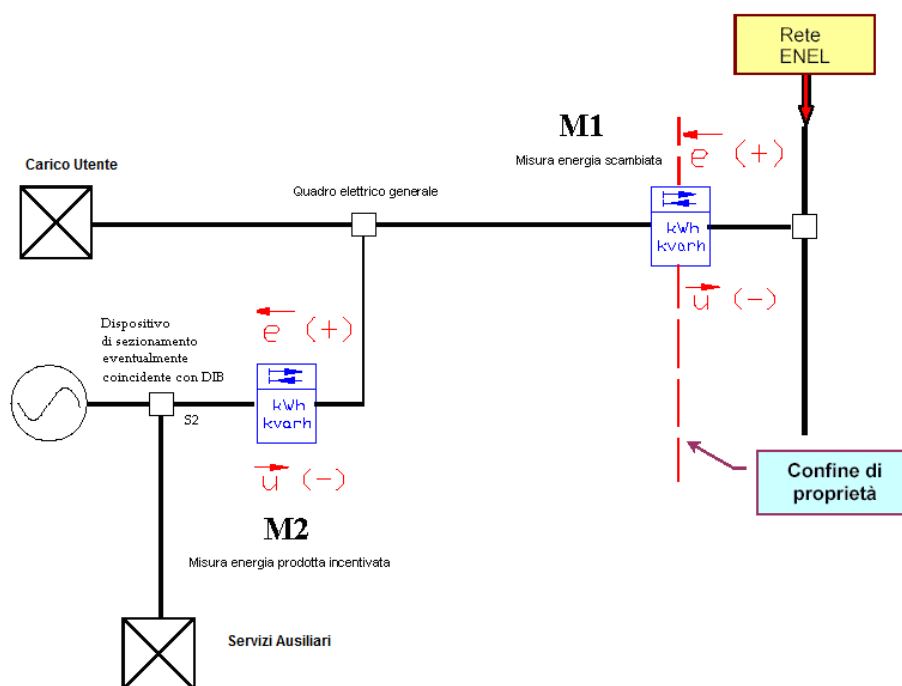 Rete
ENEL
M1
Misura energia scambiata
e (+)
Carico Utente
Quadro elettrico generale
kWh
kvarh
u (-)
Dispositivo
di sezionamento
eventualmente
coincidente con DIB
e (+)
kWh
kvarh
S2
u (-)
Confine di
proprietà
M2
Misura energia prodotta incentivata
Servizi Ausiliari